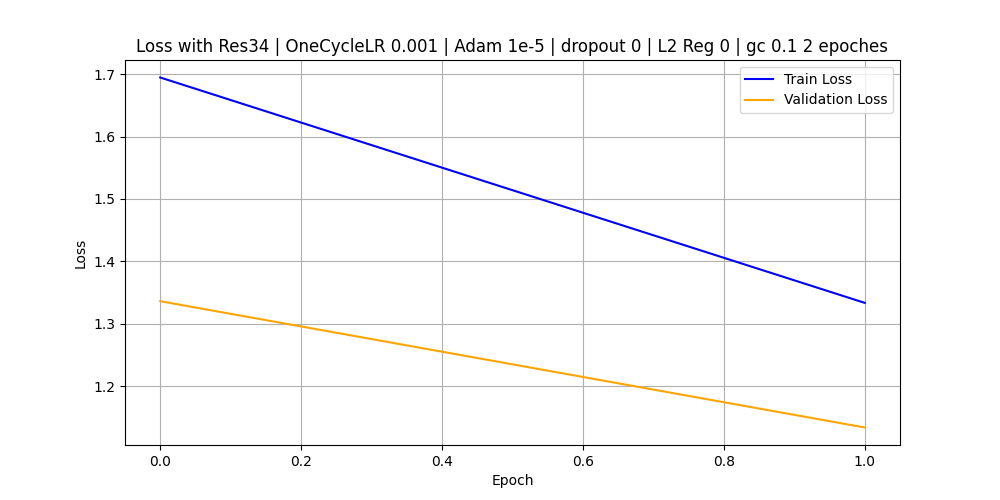 Loss with Res34 | OneCycleLR 0.001 | Adam 1e-5 | dropout 0 | L2 Reg 0 | gc 0.1 2 epoches
Train Loss
Validation Loss
Loss
1.7
1.6
1.5
1.4
1.3
1.2
0.0 0.2 0.4 0.6 0.8 1.0
Epoch